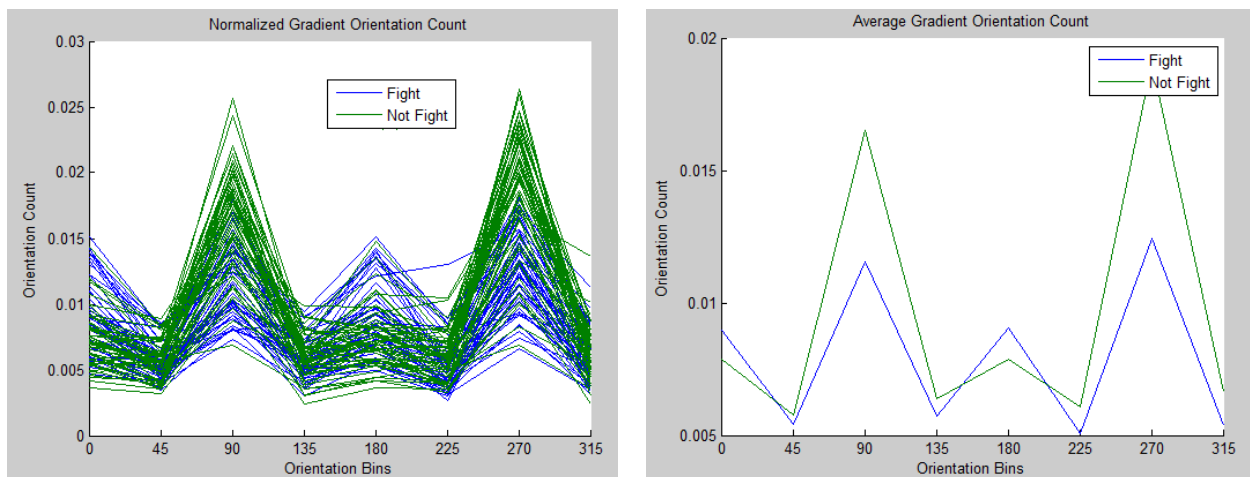 Normalized Gradient Orientation Count
0.03
0.025
0.02
0.015
0.01
0.005
0
Orientation Count
Fight
Not Fight
0 45 90 135 180 225 270 315
Orientation Bins
Average Gradient Orientation Count
0.02
0.015
0.01
0.005
Orientation Count
Fight
Not Fight
0 45 90 135 180 225 270 315
Orientation Bins